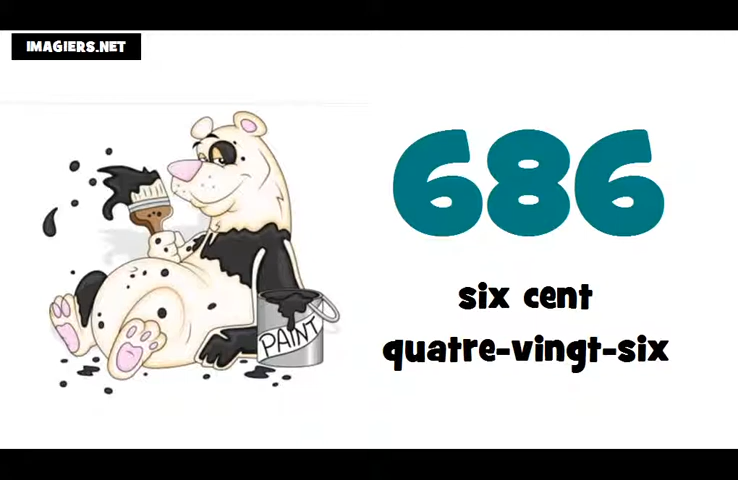 IMAGIERS.NET
686
six cent
quatre-vingt-six
PAINT